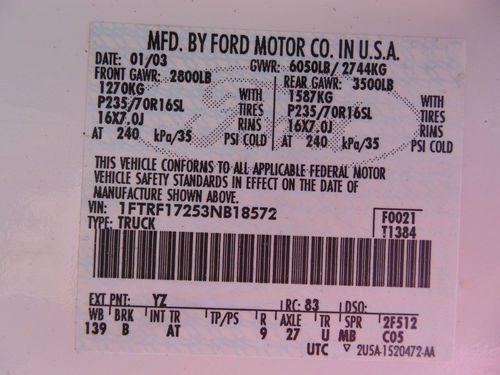 MFD. BY FORD MOTOR CO. IN U.S.A.
DATE: 01/03 GVWR: 6050LB/ 2744KG
FRONT GAWR: 2800LB REAR GAWR: 3500LB
1270KG WITH 1587KG WITH
P235/70R16SL TIRES P235/70R16SL TIRES
16X7.0J RIMS 16X7.0J RIMS
AT 240 kPa/35 PSI COLD AT 240 kPa/35 PSI COLD
THIS VEHICLE CONFORMS TO ALL APPLICABLE FEDERAL MOTOR
VEHICLE SAFETY STANDARDS IN EFFECT ON THE DATE OF
MANUFACTURE SHOWN ABOVE.
VIN: 1FTRF17253NB18572 F0021
TYPE: TRUCK T1384
EXT PNT: YZ RC: 83 DSO:
WB BRK INT TR TP/PS R AXLE TR SPR 2F512
139 B AT 9 27 U MB C05
UTC 2U5A-1520472-AA